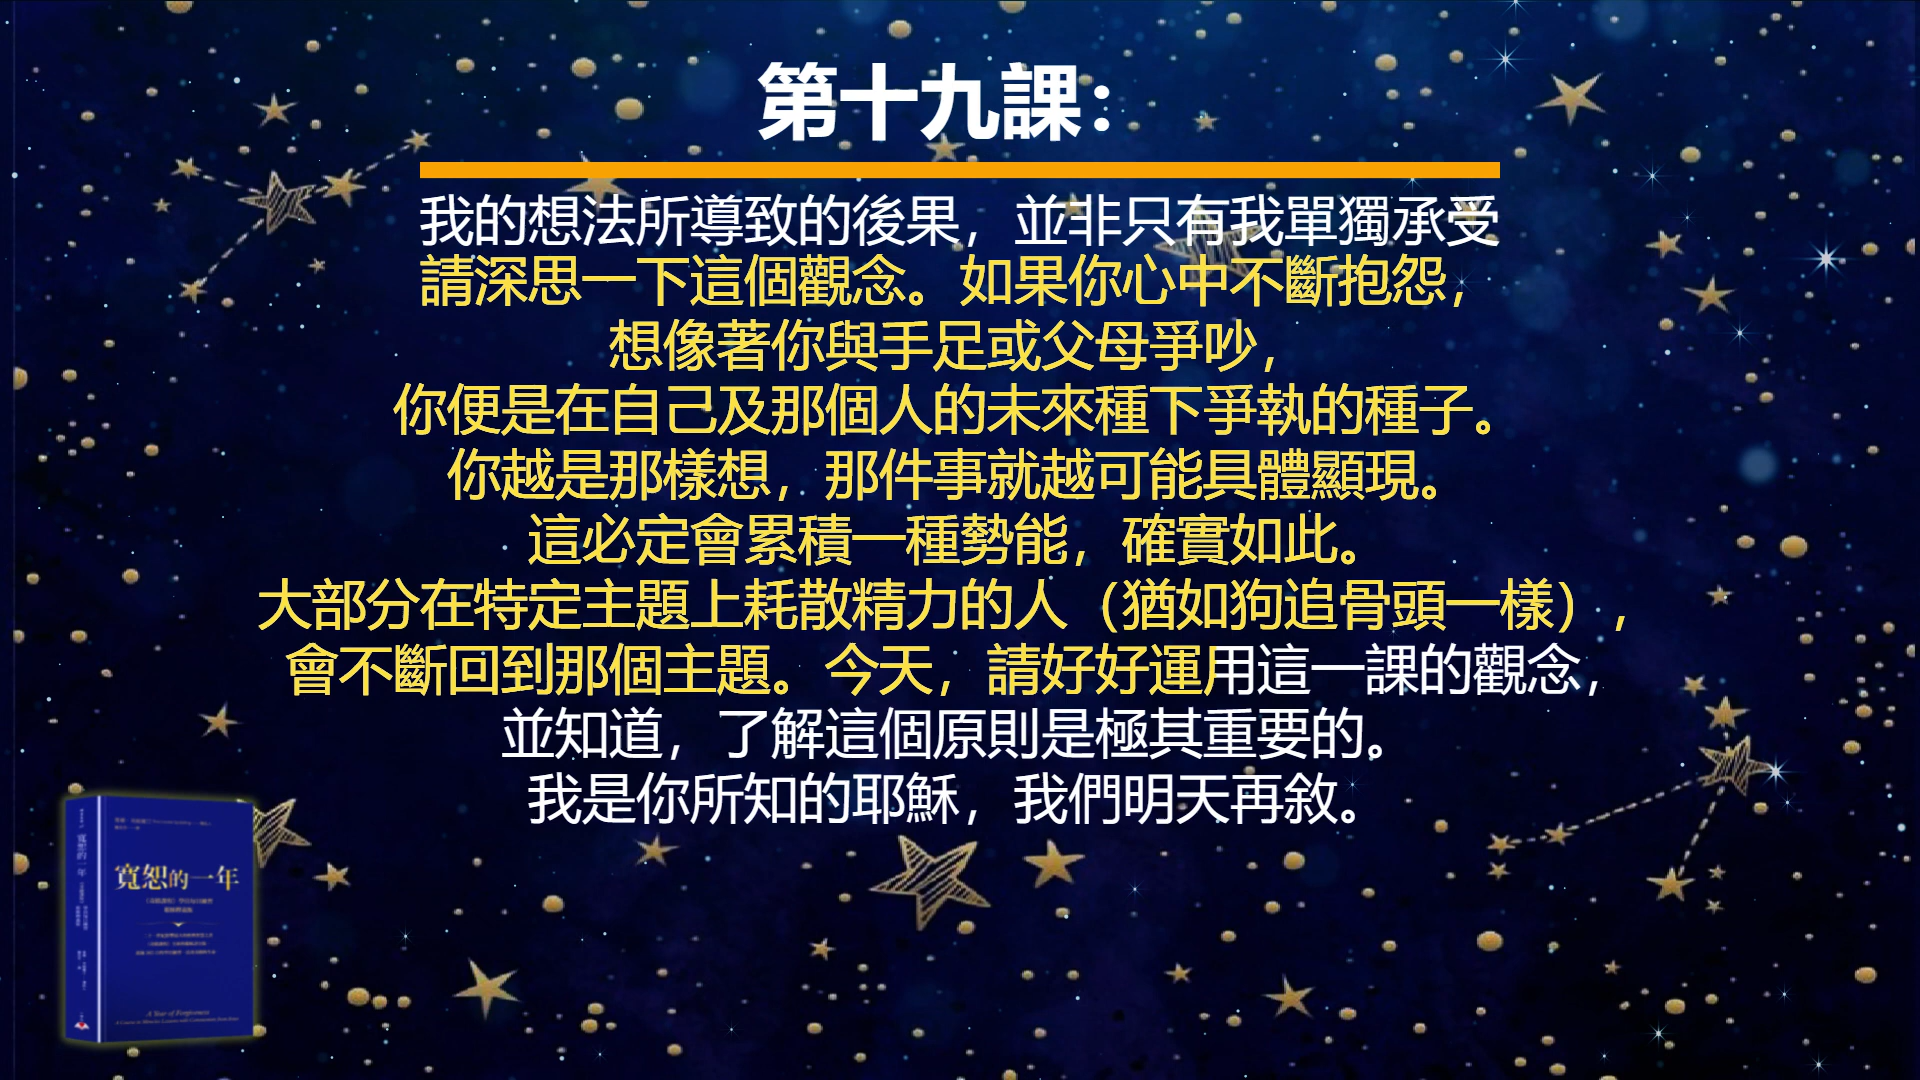 第十九課：
我的想法所導致的後果，並非只有我單獨承受
請深思一下這個觀念。如果你心中不斷抱怨，
想像著你與手足或父母爭吵，
你便是在自己及那個人的未來種下爭執的種子。
你越是那樣想，那件事就越可能具體顯現。
這必定會累積一種勢能，確實如此。
大部分在特定主題上耗散精力的人（猶如狗追骨頭一樣），
會不斷回到那個主題。今天，請好好運用這一課的觀念，
並知道，了解這個原則是極其重要的。
我是你所知的耶穌，我們明天再敘。
寬恕的一年
寬恕的一年
A Year of Forgiveness